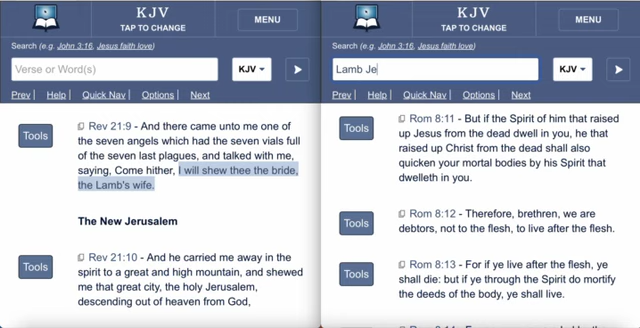 KJV
TAP TO CHANGE
MENU
Search (e.g. John 3:16, Jesus faith love)
Verse or Word(s)
KJV
Prev | Help | Quick Nav | Options | Next
Tools
Rev 21:9 - And there came unto me one of
the seven angels which had the seven vials full
of the seven last plagues, and talked with me,
saying, Come hither, I will shew thee the bride,
the Lamb's wife.
The New Jerusalem
Tools
Rev 21:10 - And he carried me away in the
spirit to a great and high mountain, and shewed
me that great city, the holy Jerusalem,
descending out of heaven from God,
KJV
TAP TO CHANGE
MENU
Search (e.g. John 3:16, Jesus faith love)
Lamb Je
KJV
Prev | Help | Quick Nav | Options | Next
Tools
Rom 8:11 - But if the Spirit of him that raised
up Jesus from the dead dwell in you, he that
raised up Christ from the dead shall also
quicken your mortal bodies by his Spirit that
dwelleth in you.
Tools
Rom 8:12 - Therefore, brethren, we are
debtors, not to the flesh, to live after the flesh.
Tools
Rom 8:13 - For if ye live after the flesh, ye
shall die: but if ye through the Spirit do mortify
the deeds of the body, ye shall live.